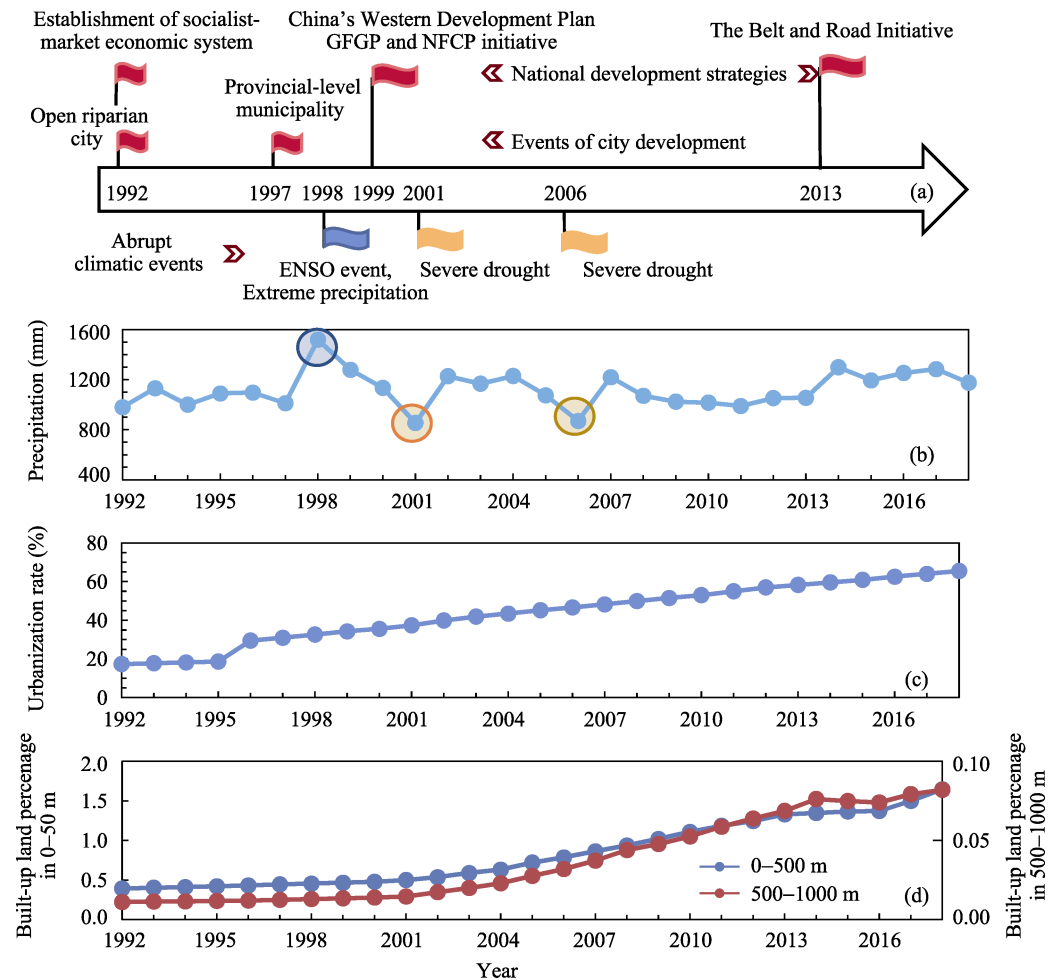 Establishment of socialist-
market economic system
China's Western Development Plan
GFGP and NFCP initiative
The Belt and Road Initiative
National development strategies
Provincial-level
municipality
Open riparian
city
Events of city development
1992 1997 1998 1999 2001 2006 2013 (a)
Abrupt
climatic events
ENSO event,
Extreme precipitation
Severe drought
Severe drought
Precipitation (mm)
1600
1200
800
400
(b)
1992 1995 1998 2001 2004 2007 2010 2013 2016
Urbanization rate (%)
80
60
40
20
0
(c)
1992 1995 1998 2001 2004 2007 2010 2013 2016
Built-up land percenage
in 0–50 m
2.0
1.5
1.0
0.5
0.0
0–500 m
500–1000 m
(d)
0.10
0.05
0.00
Built-up land percenage
in 500–1000 m
1992 1995 1998 2001 2004 2007 2010 2013 2016
Year